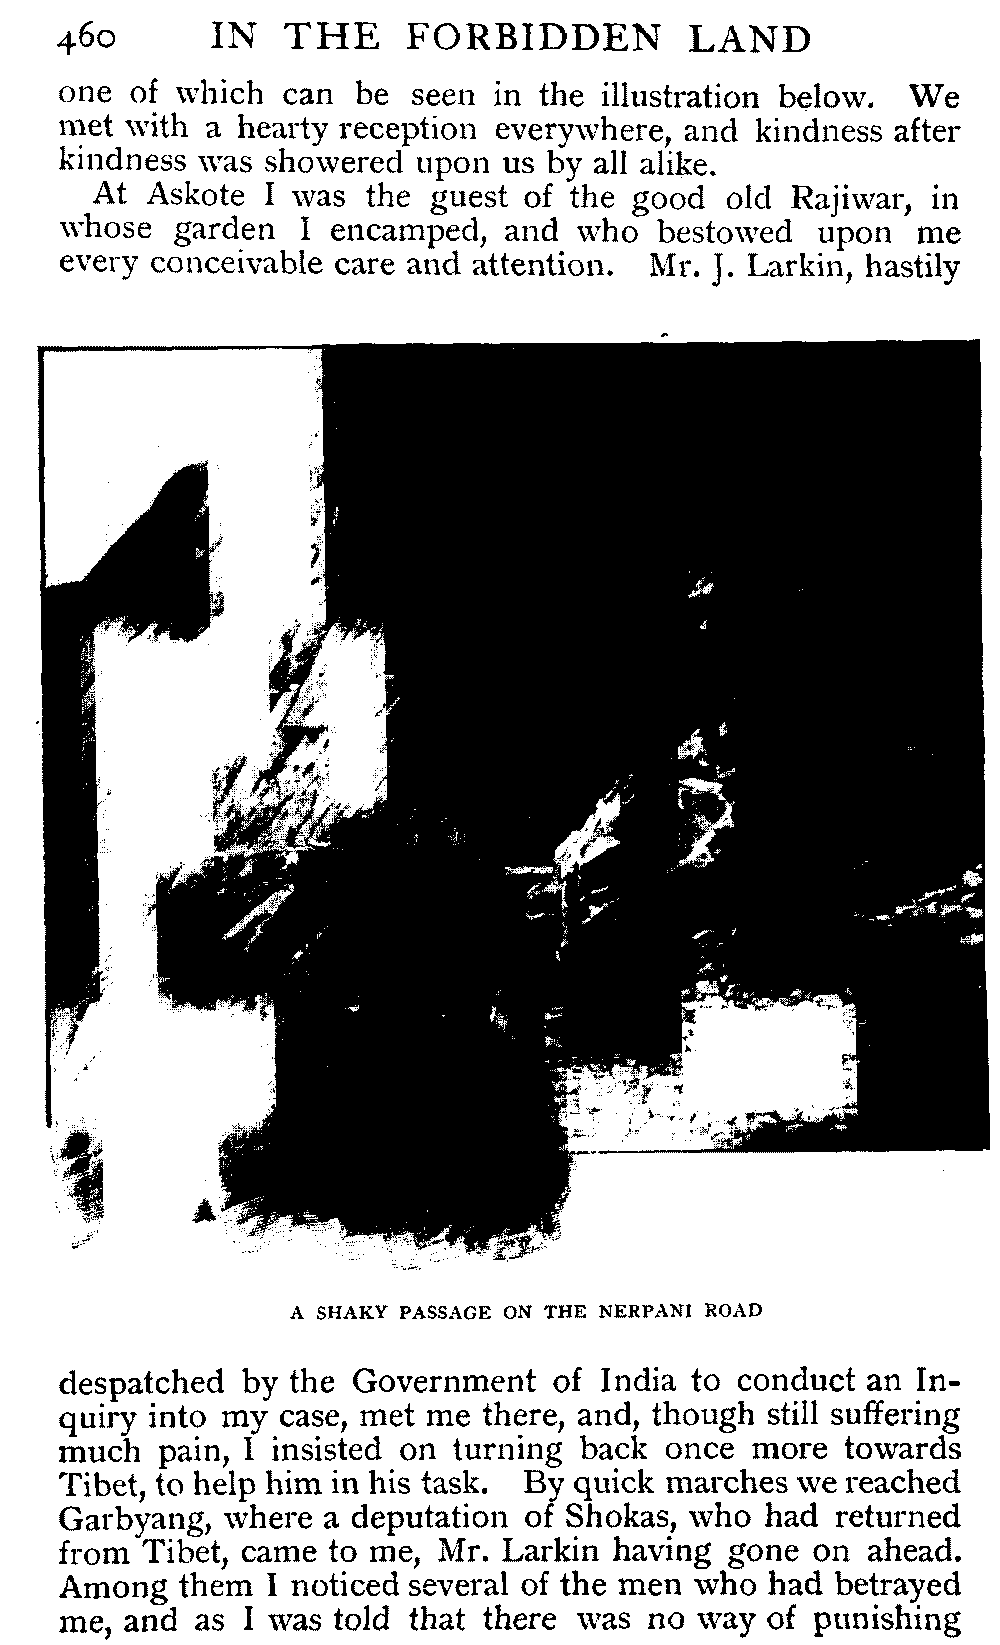 460 IN THE FORBIDDEN LAND
one of which can be seen in the illustration below. We
met with a hearty reception everywhere, and kindness after
kindness was showered upon us by all alike.
At Askote I was the guest of the good old Rajiwar, in
whose garden I encamped, and who bestowed upon me
every conceivable care and attention. Mr. J. Larkin, hastily
A SHAKY PASSAGE ON THE NERPANI ROAD
despatched by the Government of India to conduct an In-
quiry into my case, met me there, and, though still suffering
much pain, I insisted on turning back once more towards
Tibet, to help him in his task. By quick marches we reached
Garbyang, where a deputation of Shokas, who had returned
from Tibet, came to me, Mr. Larkin having gone on ahead.
Among them I noticed several of the men who had betrayed
me, and as I was told that there was no way of punishing